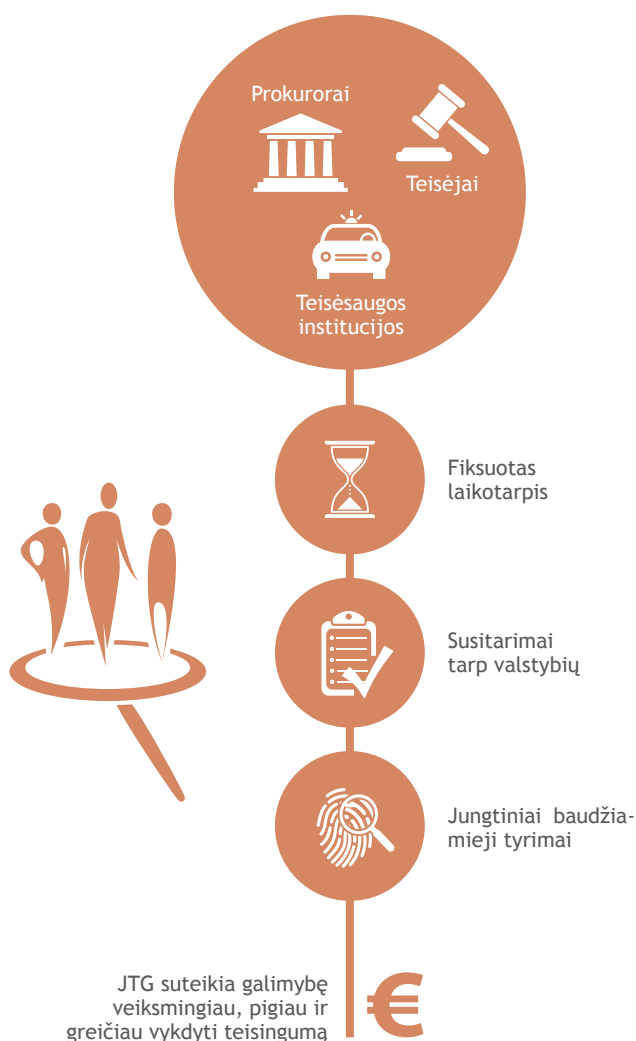 Prokurorai
Teisėjai
Teisėsaugos
institucijos
Fiksuotas
laikotarpis
Susitarimai
tarp valstybių
Jungtiniai baudžia-
mieji tyrimai
JTG suteikia galimybę
veiksmingiau, pigiau ir
greičiau vykdyti teisingumą
€